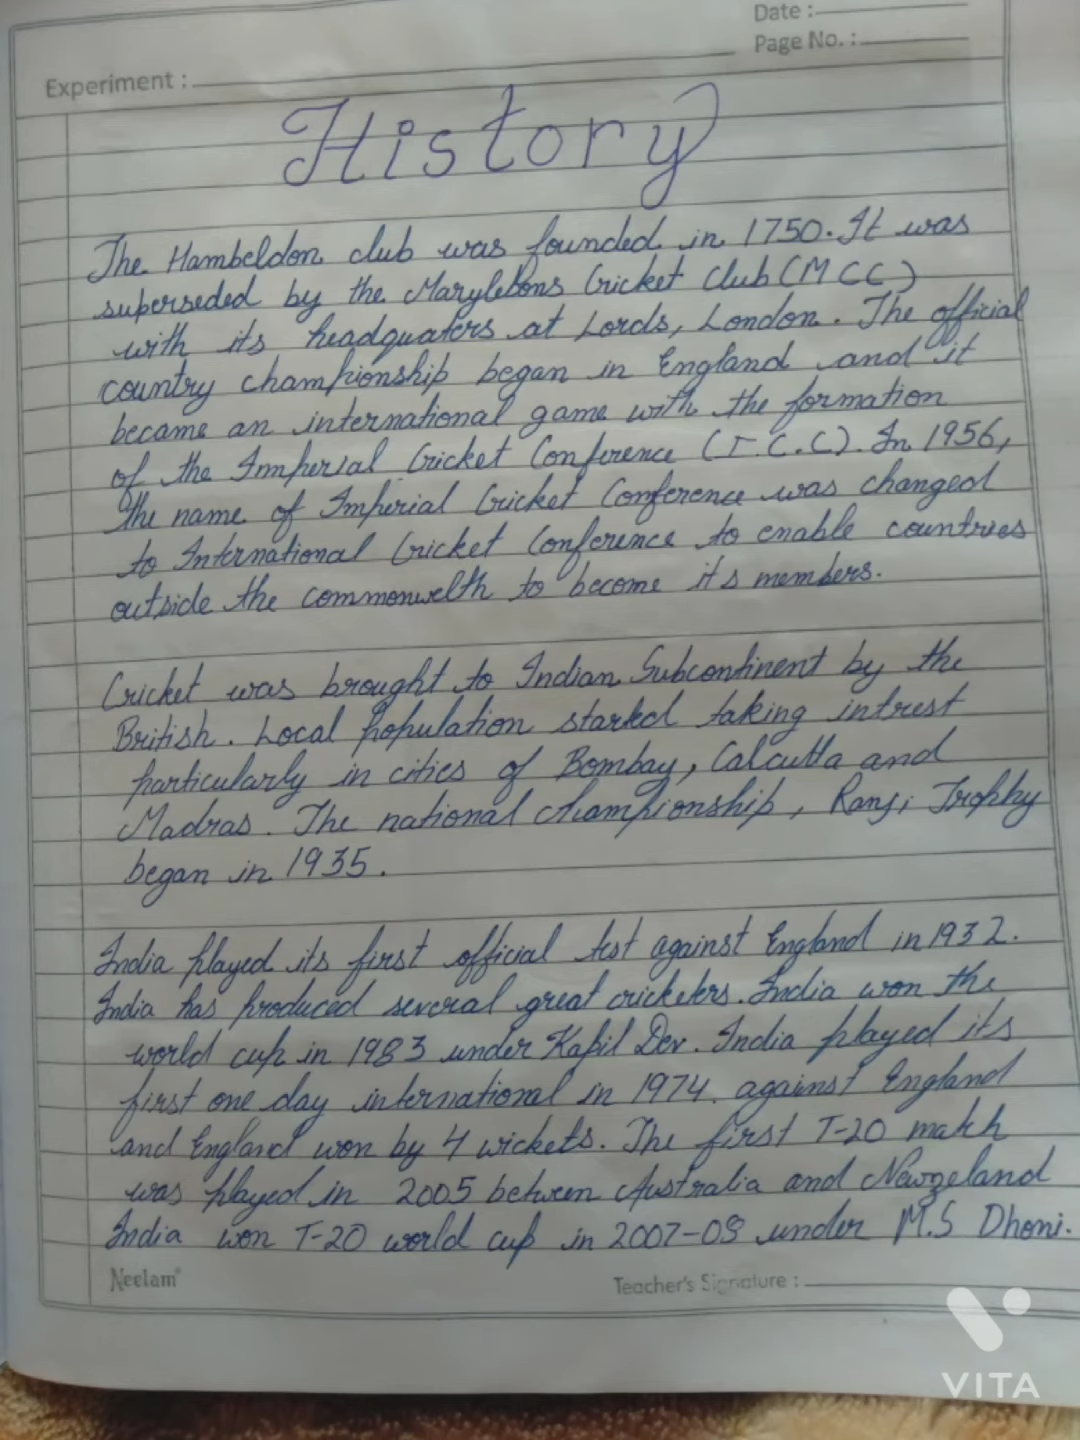 Date :
Page No. :
Experiment :
History
The Hambeldon club was founded in 1750. It was
superseded by the Marylebons Cricket Club (MCC)
with its headquaters at Lords, London. The official
country championship began in England and it
became an international game with the formation
of the Imperial Cricket Conference (I.C.C). In 1956,
the name of Imperial Cricket Conference was changed
to International Cricket Conference to enable countries
outside the commonwelth to become its members.
Cricket was brought to Indian Subcontinent by the
British. Local population started taking intrest
particularly in cities of Bombay, Calcutta and
Madras. The national championship, Ranji Trophy
began in 1935.
India played its first official test against England in 1932.
India has produced several great cricketers. India won the
world cup in 1983 under Kapil Dev. India played its
first one day international in 1974. against England
and England won by 4 wickets. The first T-20 match
was played in 2005 between Australia and Newzeland
India won T-20 world cup in 2007-08 under M.S Dhoni.
Neelam
Teacher's Signature :
VITA